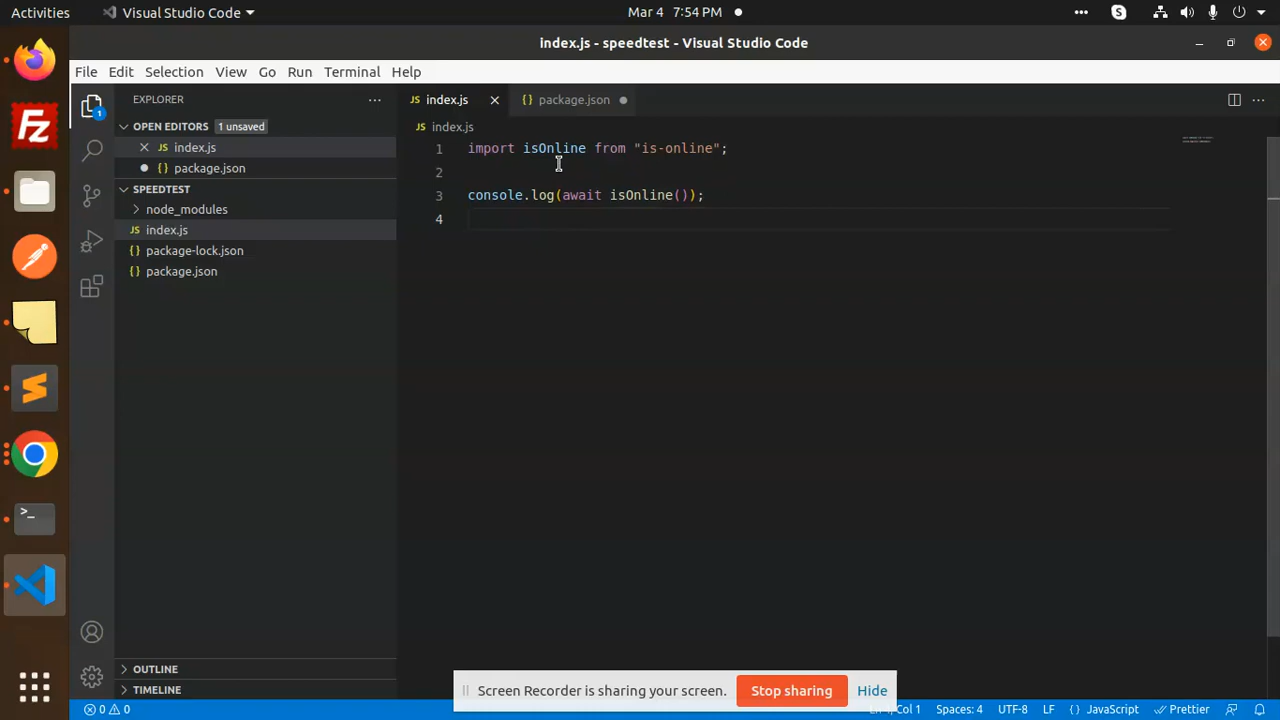 Activities
Visual Studio Code
Mar 4 7:54 PM
index.js - speedtest - Visual Studio Code
File Edit Selection View Go Run Terminal Help
EXPLORER
OPEN EDITORS 1 unsaved
index.js
package.json
SPEEDTEST
node_modules
index.js
package-lock.json
package.json
OUTLINE
TIMELINE
JS index.js
{ } package.json
JS index.js
1 import isOnline from "is-online";
2
3 console.log(await isOnline());
4
Screen Recorder is sharing your screen. Stop sharing Hide
0 0
Ln 4, Col 1 Spaces: 4 UTF-8 LF { } JavaScript Prettier